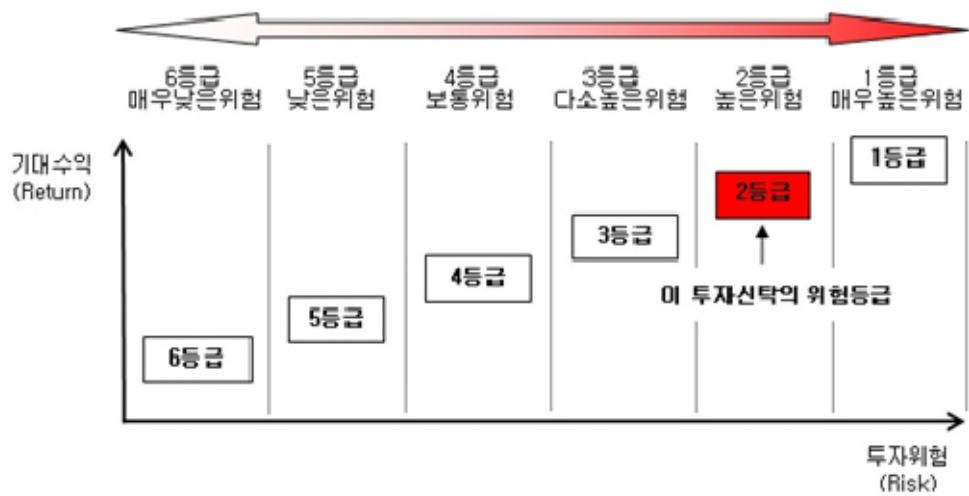 6등급
매우낮은위험
5등급
낮은위험
4등급
보통위험
3등급
다소높은위험
2등급
높은위험
1등급
매우높은위험
기대수익
(Return)
1등급
2등급
3등급
4등급
이 투자신탁의 위험등급
5등급
6등급
투자위험
(Risk)